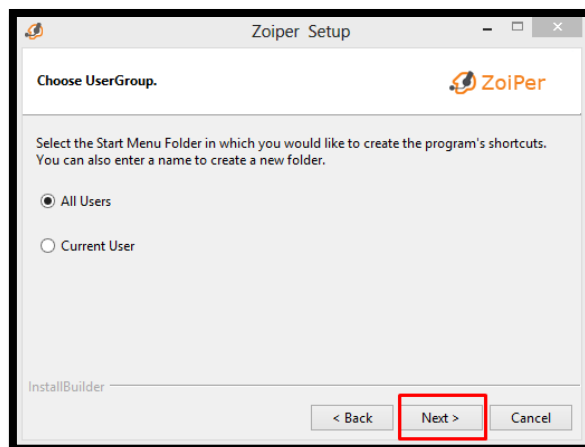 Zoiper Setup
Choose UserGroup.
ZoiPer
Select the Start Menu Folder in which you would like to create the program's shortcuts.
You can also enter a name to create a new folder.
All Users
Current User
InstallBuilder
< Back
Next >
Cancel